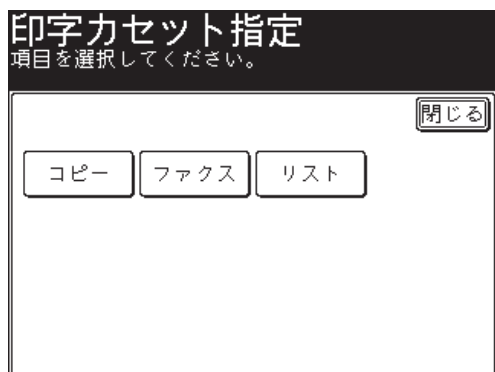 印字カセット指定
項目を選択してください。
閉じる
コピー ファクス リスト